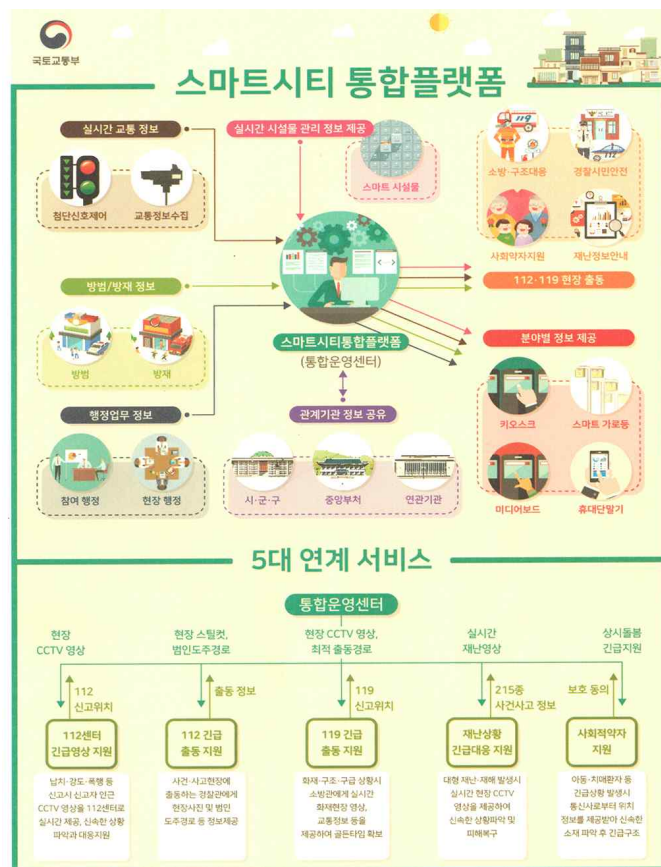 국토교통부
스마트시티 통합플랫폼
실시간 교통 정보
실시간 시설물 관리 정보 제공
스마트 시설물
첨단신호제어
교통정보수집
119
소방·구조대응
경찰시민안전
사회약자지원
재난정보안내
112·119 현장 출동
방범/방재 정보
방범
방재
스마트시티통합플랫폼
(통합운영센터)
분야별 정보 제공
키오스크
스마트 가로등
미디어보드
휴대단말기
행정업무 정보
참여 행정
현장 행정
관계기관 정보 공유
시·군·구
중앙부처
연관기관
5대 연계 서비스
통합운영센터
현장
CCTV 영상
현장 스틸컷,
범인도주경로
현장 CCTV 영상,
최적 출동경로
실시간
재난영상
상시돌봄
긴급지원
112
신고위치
출동 정보
119
신고위치
215종
사건사고 정보
보호 동의
112센터
긴급영상 지원
112 긴급
출동 지원
119 긴급
출동 지원
재난상황
긴급대응 지원
사회적약자
지원
납치·강도·폭행 등
신고시 신고자 인근
CCTV 영상을 112센터로
실시간 제공, 신속한 상황
파악과 대응지원
사건·사고현장에
출동하는 경찰관에게
현장사진 및 범인
도주경로 등 정보제공
화재·구조·구급 상황시
소방관에게 실시간
화재현장 영상,
교통정보 등을
제공하여 골든타임 확보
대형 재난·재해 발생시
실시간 현장 CCTV
영상을 제공하여
신속한 상황파악 및
피해복구
아동·치매환자 등
긴급상황 발생시
통신사로부터 위치
정보를 제공받아 신속한
소재 파악 후 긴급구조